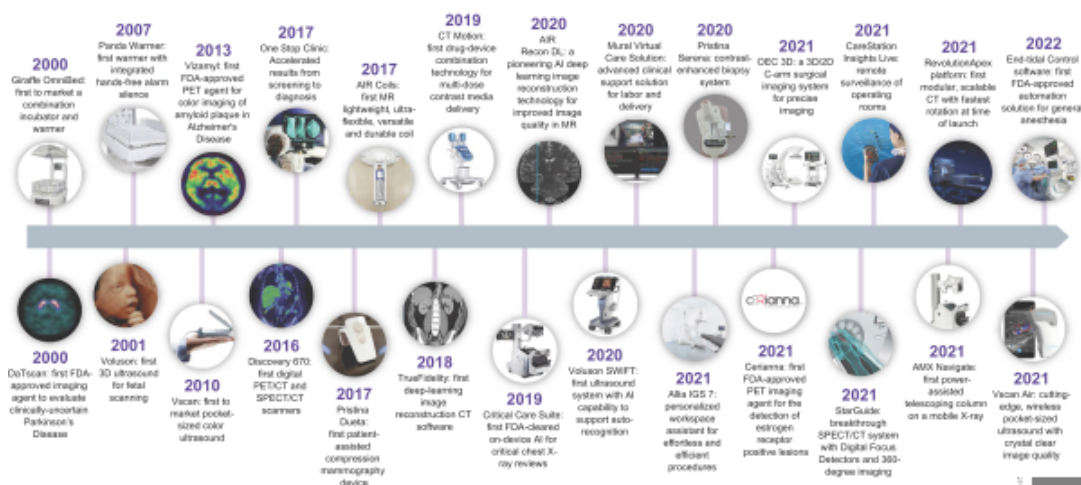 2000
Giraffe OmniBed:
first to market a
combination
incubator and
warmer
2007
Panda Warmer:
first warmer with
integrated
hands-free alarm
silence
2013
Vizamyl: first
FDA-approved
PET agent for
color imaging of
amyloid plaque in
Alzheimer's
Disease
2017
One Stop Clinic:
Accelerated
results from
screening to
diagnosis
2017
AIR Coils: first MR
lightweight, ultra-
flexible, versatile
and durable coil
2019
CT Motion:
first drug-device
combination
technology for
multi-dose
contrast media
delivery
2020
AIR
Recon DL: a
pioneering AI deep
learning image
reconstruction
technology for
improved image
quality in MR
2020
Mural Virtual
Care Solution:
advanced clinical
support solution
for labor and
delivery
2020
Pristina
Serena: contrast-
enhanced biopsy
system
2021
OEC 3D: a 3D/2D
C-arm surgical
imaging system
for precise
imaging
2021
CareStation
Insights Live:
remote
surveillance of
operating
rooms
2021
RevolutionApex
platform: first
modular, scalable
CT with fastest
rotation at time of
launch
2022
End-tidal Control
software: first
FDA-approved
automation
solution for general
anesthesia
2000
DaTscan: first FDA-
approved imaging
agent to evaluate
clinically-uncertain
Parkinson's
Disease
2001
Voluson: first
3D ultrasound
for fetal
scanning
2010
Vscan: first to
market pocket-
sized color
ultrasound
2016
Discovery 670:
first digital
PET/CT and
SPECT/CT
scanners
2017
Pristina
Dueta:
first patient-
assisted
compression
mammography
device
2018
TrueFidelity: first
deep-learning
image
reconstruction CT
software
2019
Critical Care Suite:
first FDA-cleared
on-device AI for
critical chest X-
ray reviews
2020
Voluson SWIFT: first
ultrasound
system with AI
capability to
support auto-
recognition
2021
Allia IGS 7:
personalized
workspace
assistant for
effortless and
efficient
procedures
cerianna
2021
Cerianna: first
FDA-approved
PET imaging
agent for the
detection of
estrogen
receptor
positive lesions
2021
StarGuide:
breakthrough
SPECT/CT system
with Digital Focus
Detectors and 360-
degree imaging
2021
AMX Navigate:
first power-
assisted
telescoping column
on a mobile X-ray
2021
Vscan Air: cutting-
edge, wireless
pocket-sized
ultrasound with
crystal clear
image quality